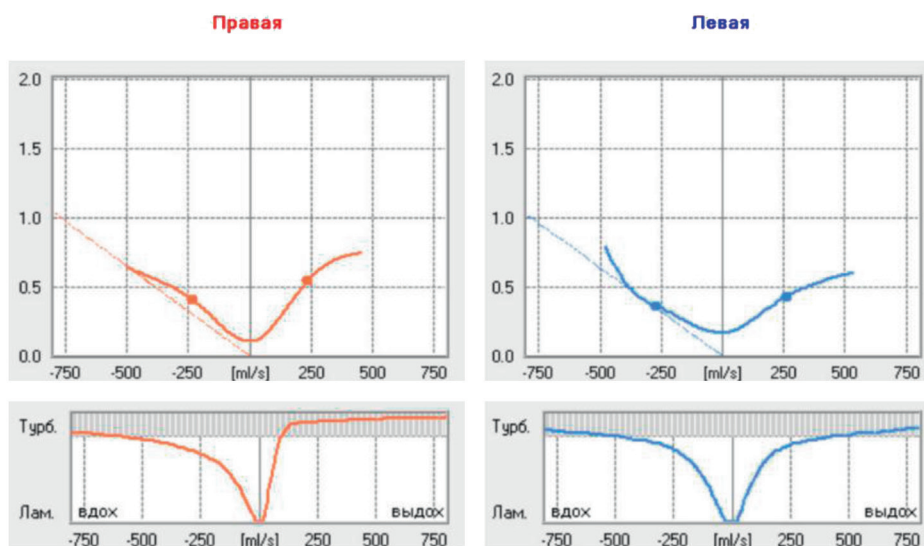 Правая Левая
2.0 2.0
1.5 1.5
1.0 1.0
0.5 0.5
0.0 0.0
-750 -500 -250 [ml/s] 250 500 750 -750 -500 -250 [ml/s] 250 500 750
Турб. Турб.
Лам. вдох выдох Лам. вдох выдох
-750 -500 -250 [ml/s] 250 500 750 -750 -500 -250 [ml/s] 250 500 750